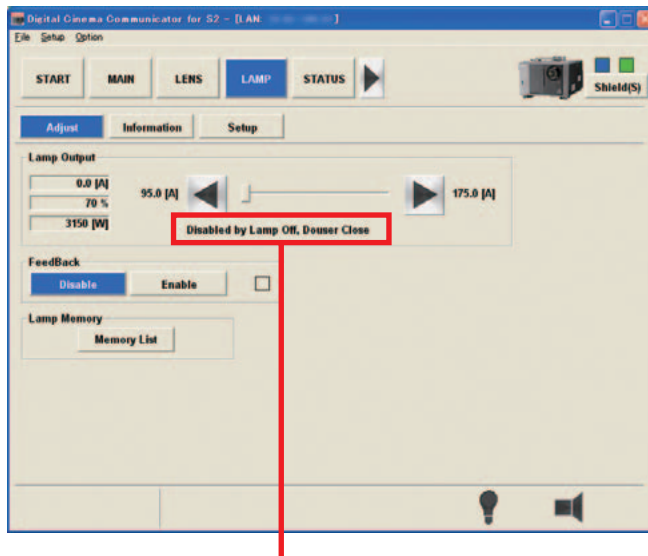 Digital Cinema Communicator for S2 - [LAN: ]
File Setup Option
START MAIN LENS LAMP STATUS
Shield(S)
Adjust Information Setup
Lamp Output
0.0 [A]
70 %
3150 [W]
95.0 [A] 175.0 [A]
Disabled by Lamp Off, Douser Close
FeedBack
Disable Enable
Lamp Memory
Memory List